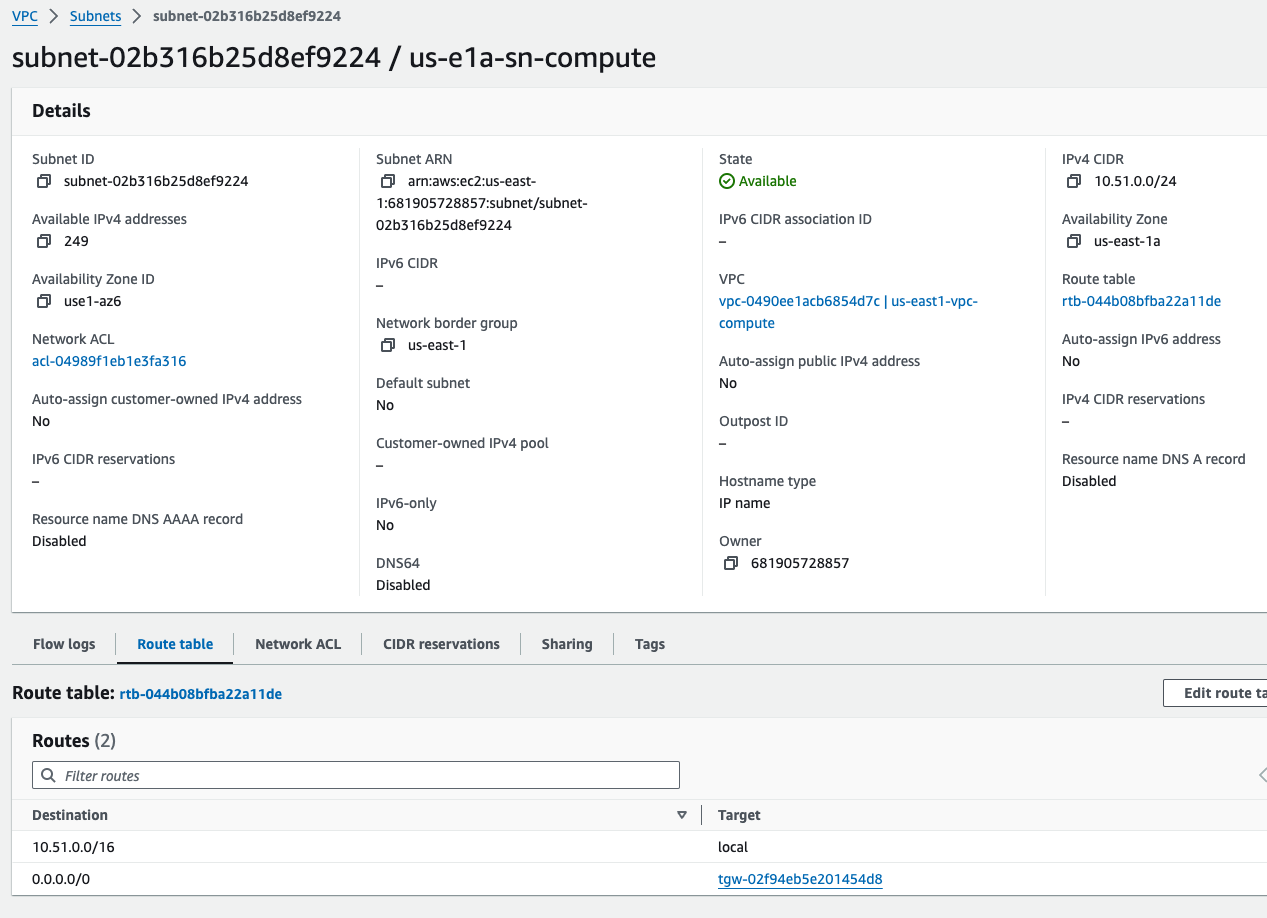 VPC > Subnets > subnet-02b316b25d8ef9224
subnet-02b316b25d8ef9224 / us-e1a-sn-compute
Details
Subnet ID
subnet-02b316b25d8ef9224
Available IPv4 addresses
249
Availability Zone ID
use1-az6
Network ACL
acl-04989f1eb1e3fa316
Auto-assign customer-owned IPv4 address
No
IPv6 CIDR reservations
–
Resource name DNS AAAA record
Disabled
Subnet ARN
arn:aws:ec2:us-east-
1:681905728857:subnet/subnet-
02b316b25d8ef9224
IPv6 CIDR
–
Network border group
us-east-1
Default subnet
No
Customer-owned IPv4 pool
–
IPv6-only
No
DNS64
Disabled
State
Available
IPv6 CIDR association ID
–
VPC
vpc-0490ee1acb6854d7c | us-east1-vpc-
compute
Auto-assign public IPv4 address
No
Outpost ID
–
Hostname type
IP name
Owner
681905728857
IPv4 CIDR
10.51.0.0/24
Availability Zone
us-east-1a
Route table
rtb-044b08bfba22a11de
Auto-assign IPv6 address
No
IPv4 CIDR reservations
–
Resource name DNS A record
Disabled
Flow logs Route table Network ACL CIDR reservations Sharing Tags
Route table: rtb-044b08bfba22a11de
Edit route ta
Routes (2)
Filter routes
Destination Target
10.51.0.0/16 local
0.0.0.0/0 tgw-02f94eb5e201454d8